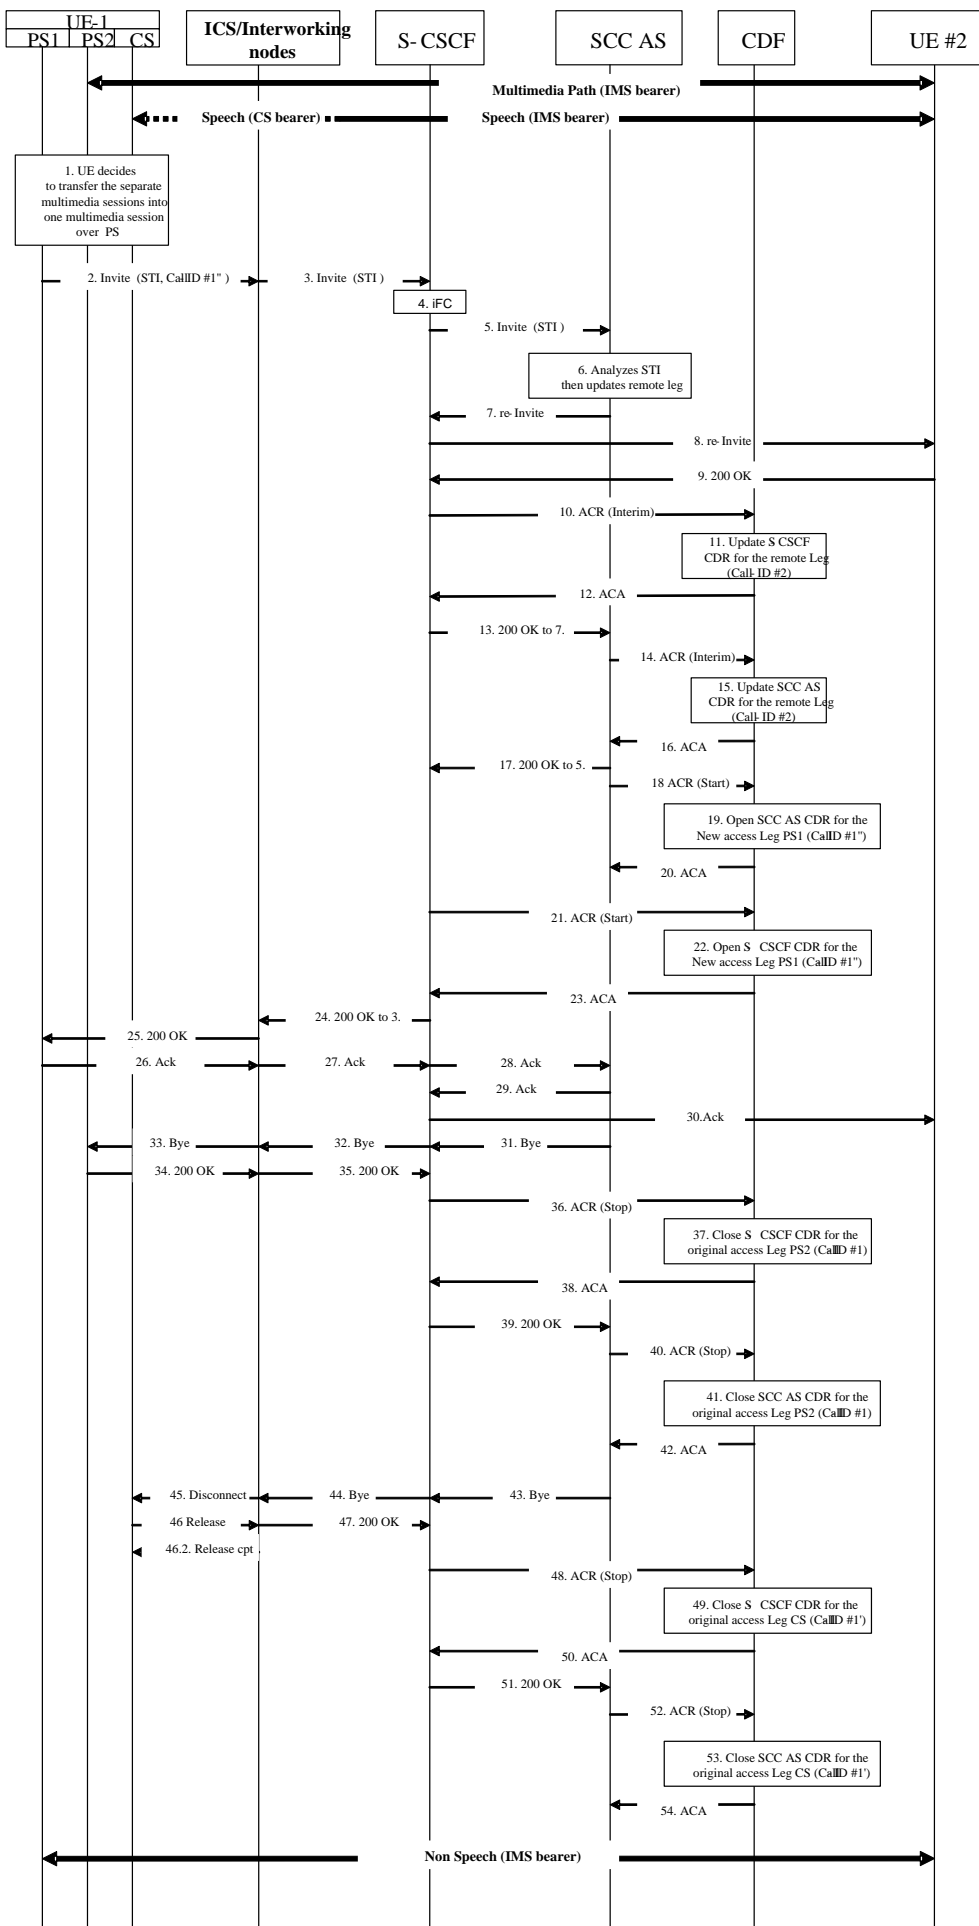 UE-1
PS1 PS2 CS
ICS/Interworking
nodes
S- CSCF
SCC AS
CDF
UE #2
Multimedia Path (IMS bearer)
Speech (CS bearer)
Speech (IMS bearer)
1. UE decides
to transfer the separate
multimedia sessions into
one multimedia session
over PS
2. Invite (STI, CallID #1" )
3. Invite (STI )
4. iFC
5. Invite (STI )
6. Analyzes STI
then updates remote leg
7. re-Invite
8. re-Invite
9. 200 OK
10. ACR (Interim)
11. Update S CSCF
CDR for the remote Leg
(Call- ID #2)
12. ACA
13. 200 OK to 7.
14. ACR (Interim)
15. Update SCC AS
CDR for the remote Leg
(Call- ID #2)
16. ACA
17. 200 OK to 5.
18 ACR (Start)
19. Open SCC AS CDR for the
New access Leg PS1 (CallID #1")
20. ACA
21. ACR (Start)
22. Open S CSCF CDR for the
New access Leg PS1 (CallID #1")
23. ACA
24. 200 OK to 3.
25. 200 OK
26. Ack
27. Ack
28. Ack
29. Ack
30.Ack
33. Bye
32. Bye
31. Bye
34. 200 OK
35. 200 OK
36. ACR (Stop)
37. Close S CSCF CDR for the
original access Leg PS2 (CallID #1)
38. ACA
39. 200 OK
40. ACR (Stop)
41. Close SCC AS CDR for the
original access Leg PS2 (CallID #1)
42. ACA
45. Disconnect
44. Bye
43. Bye
46 Release
47. 200 OK
46.2. Release cpt
48. ACR (Stop)
49. Close S CSCF CDR for the
original access Leg CS (CallID #1')
50. ACA
51. 200 OK
52. ACR (Stop)
53. Close SCC AS CDR for the
original access Leg CS (CallID #1')
54. ACA
Non Speech (IMS bearer)